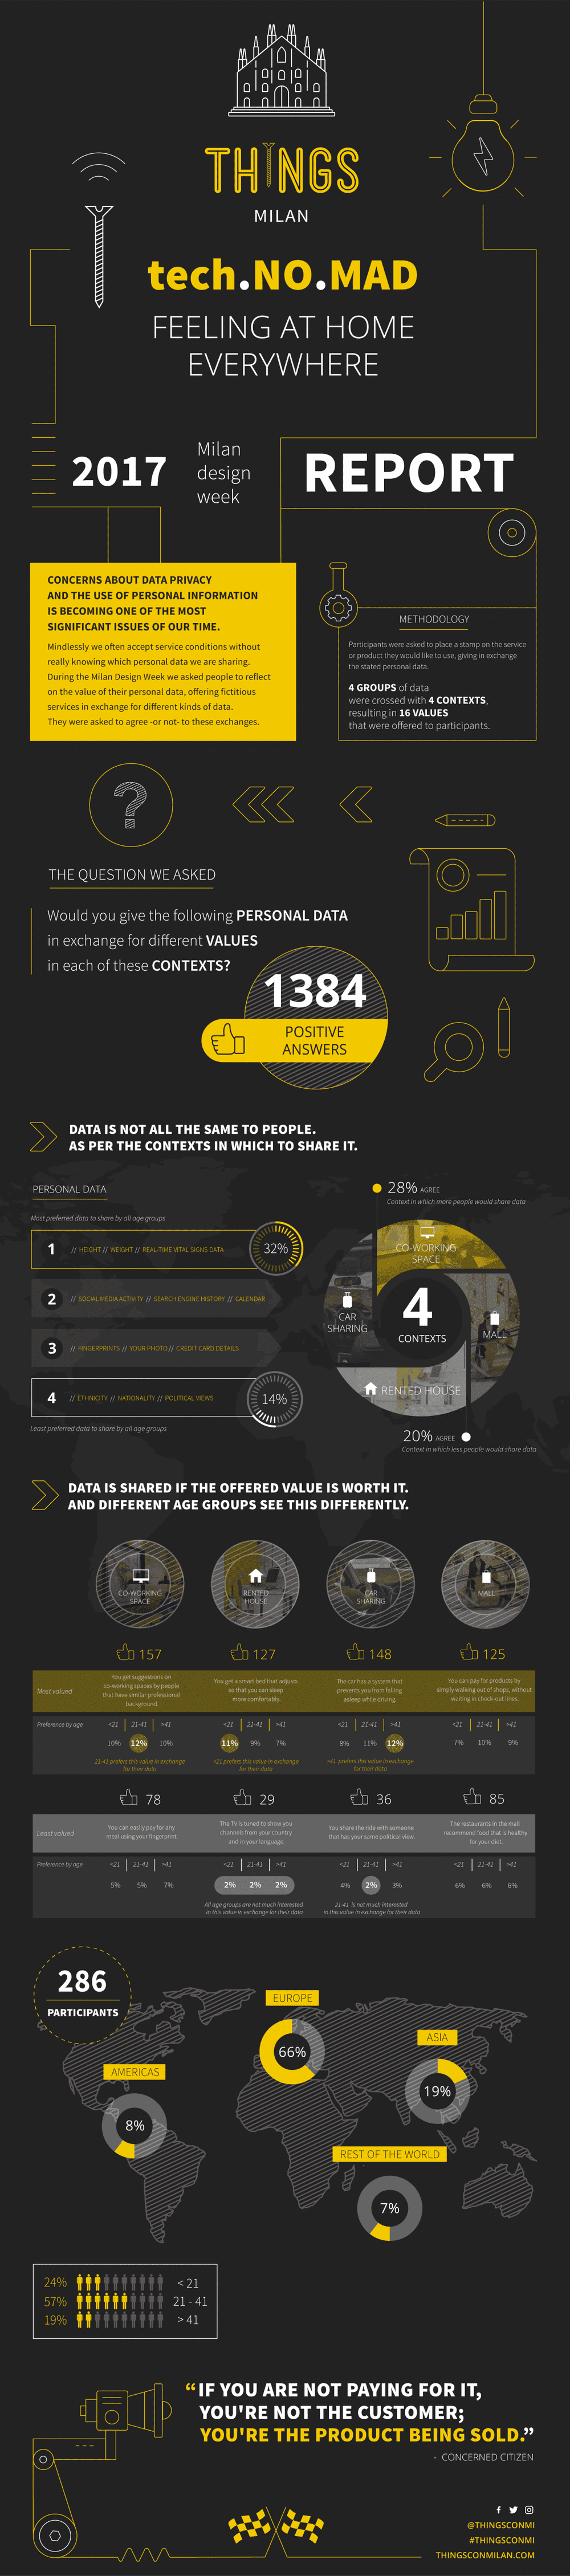 THINGS
MILAN
tech.NO.MAD
FEELING AT HOME
EVERYWHERE
2017
Milan
design
week
REPORT
CONCERNS ABOUT DATA PRIVACY
AND THE USE OF PERSONAL INFORMATION
IS BECOMING ONE OF THE MOST
SIGNIFICANT ISSUES OF OUR TIME.
Mindlessly we often accept service conditions without
really knowing which personal data we are sharing.
During the Milan Design Week we asked people to reflect
on the value of their personal data, offering fictitious
services in exchange for different kinds of data.
They were asked to agree -or not- to these exchanges.
METHODOLOGY
Participants were asked to place a stamp on the service
or product they would like to use, giving in exchange
the stated personal data.
4 GROUPS of data
were crossed with 4 CONTEXTS,
resulting in 16 VALUES
that were offered to participants.
?
THE QUESTION WE ASKED
Would you give the following PERSONAL DATA
in exchange for different VALUES
in each of these CONTEXTS?
1384
POSITIVE
ANSWERS
DATA IS NOT ALL THE SAME TO PEOPLE.
AS PER THE CONTEXTS IN WHICH TO SHARE IT.
PERSONAL DATA
Most preferred data to share by all age groups
1 // HEIGHT // WEIGHT // REAL-TIME VITAL SIGNS DATA 32%
2 // SOCIAL MEDIA ACTIVITY // SEARCH ENGINE HISTORY // CALENDAR
3 // FINGERPRINTS // YOUR PHOTO // CREDIT CARD DETAILS
4 // ETHNICITY // NATIONALITY // POLITICAL VIEWS 14%
Least preferred data to share by all age groups
28% AGREE
Context in which more people would share data
CO-WORKING
SPACE
CAR
SHARING
4
CONTEXTS
MALL
RENTED HOUSE
20% AGREE
Context in which less people would share data
DATA IS SHARED IF THE OFFERED VALUE IS WORTH IT.
AND DIFFERENT AGE GROUPS SEE THIS DIFFERENTLY.
CO-WORKING
SPACE
RENTED
HOUSE
CAR
SHARING
MALL
157 127 148 125
Most valued
You get suggestions on
co-working spaces by people
that have similar professional
background.
You get a smart bed that adjusts
so that you can sleep
more comfortably.
The car has a system that
prevents you from falling
asleep while driving.
You can pay for products by
simply walking out of shops, without
waiting in check-out lines.
Preference by age
<21 21-41 >41
10% 12% 10%
21-41 prefers this value in exchange
for their data
<21 21-41 >41
11% 9% 7%
<21 prefers this value in exchange
for their data
<21 21-41 >41
8% 11% 12%
>41 prefers this value in exchange
for their data
<21 21-41 >41
7% 10% 9%
78 29 36 85
Least valued
You can easily pay for any
meal using your fingerprint.
The TV is tuned to show you
channels from your country
and in your language.
You share the ride with someone
that has your same political view.
The restaurants in the mall
recommend food that is healthy
for your diet.
Preference by age
<21 21-41 >41
5% 5% 7%
<21 21-41 >41
2% 2% 2%
All age groups are not much interested
in this value in exchange for their data
<21 21-41 >41
4% 2% 3%
21-41 is not much interested
in this value in exchange for their data
<21 21-41 >41
6% 6% 6%
286
PARTICIPANTS
EUROPE
66%
ASIA
19%
AMERICAS
8%
REST OF THE WORLD
7%
24% < 21
57% 21 - 41
19% > 41
“IF YOU ARE NOT PAYING FOR IT,
YOU'RE NOT THE CUSTOMER;
YOU'RE THE PRODUCT BEING SOLD.”
- CONCERNED CITIZEN
@THINGSCONMI
#THINGSCONMI
THINGSCONMILAN.COM